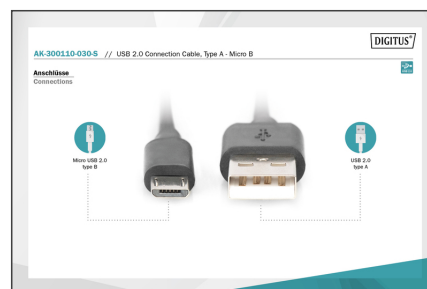 DIGITUS®
AK-300110-030-S // USB 2.0 Connection Cable, Type A - Micro B
Anschlüsse
Connections
Micro USB 2.0
type B
USB 2.0
type A